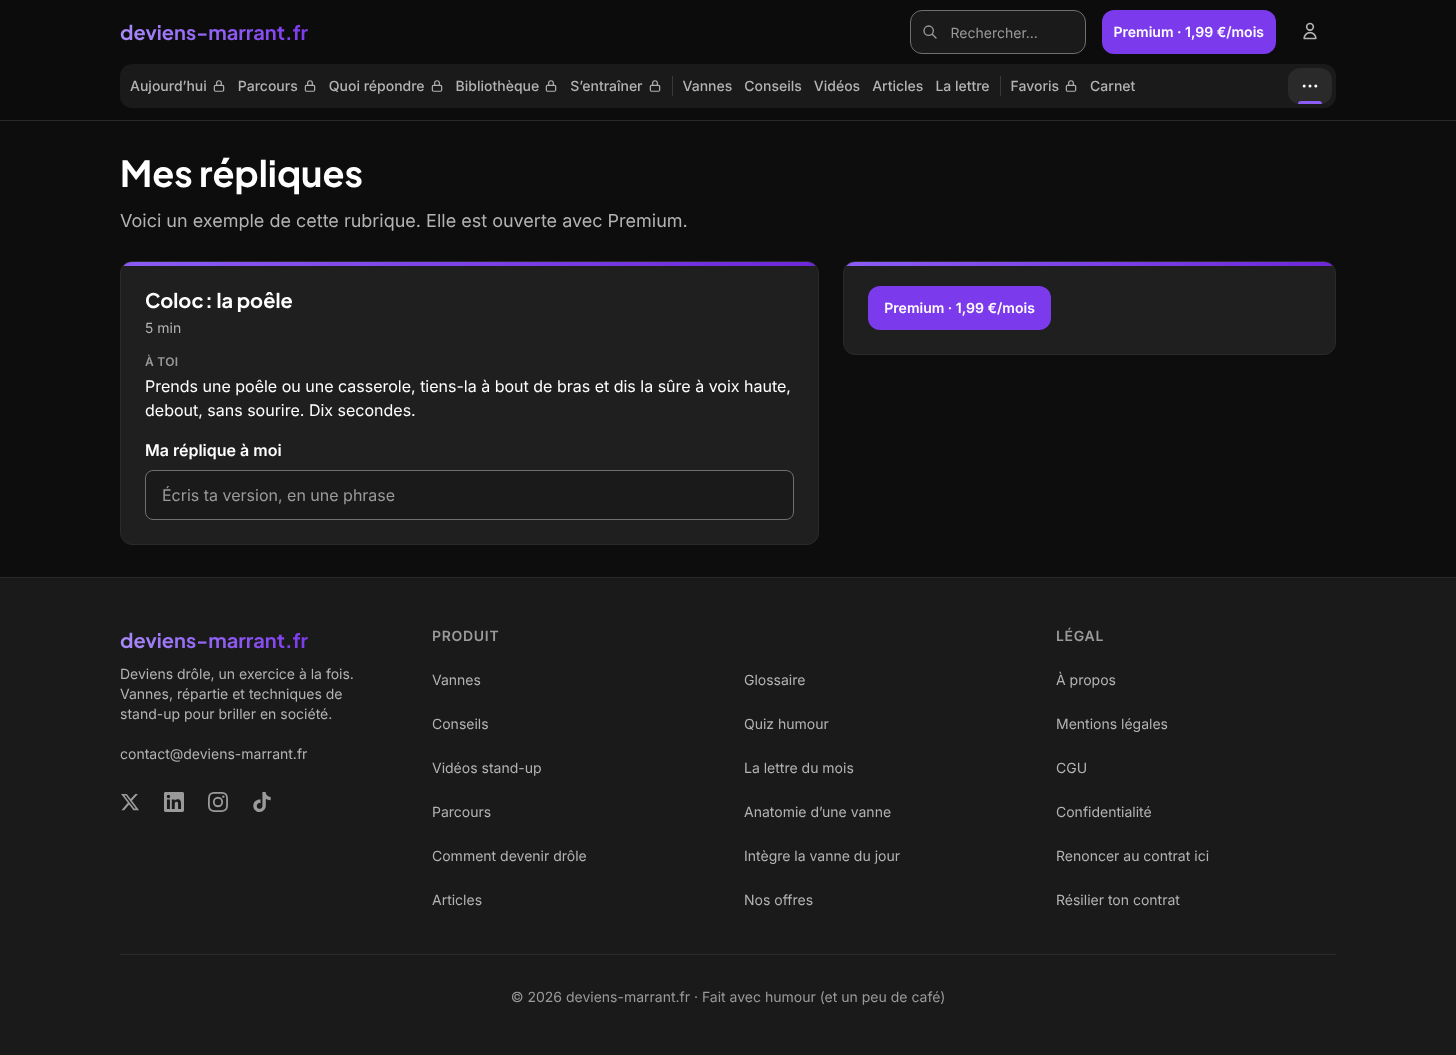 deviens-marrant.fr
Rechercher...
Premium · 1,99 €/mois
Aujourd’hui Parcours Quoi répondre Bibliothèque S’entraîner Vannes Conseils Vidéos Articles La lettre Favoris Carnet
Mes répliques
Voici un exemple de cette rubrique. Elle est ouverte avec Premium.
Coloc : la poêle
5 min
À TOI
Prends une poêle ou une casserole, tiens-la à bout de bras et dis la sûre à voix haute,
debout, sans sourire. Dix secondes.
Ma réplique à moi
Écris ta version, en une phrase
Premium · 1,99 €/mois
deviens-marrant.fr
Deviens drôle, un exercice à la fois.
Vannes, répartie et techniques de
stand-up pour briller en société.
contact@deviens-marrant.fr
PRODUIT
Vannes
Conseils
Vidéos stand-up
Parcours
Comment devenir drôle
Articles
Glossaire
Quiz humour
La lettre du mois
Anatomie d’une vanne
Intègre la vanne du jour
Nos offres
LÉGAL
À propos
Mentions légales
CGU
Confidentialité
Renoncer au contrat ici
Résilier ton contrat
© 2026 deviens-marrant.fr · Fait avec humour (et un peu de café)